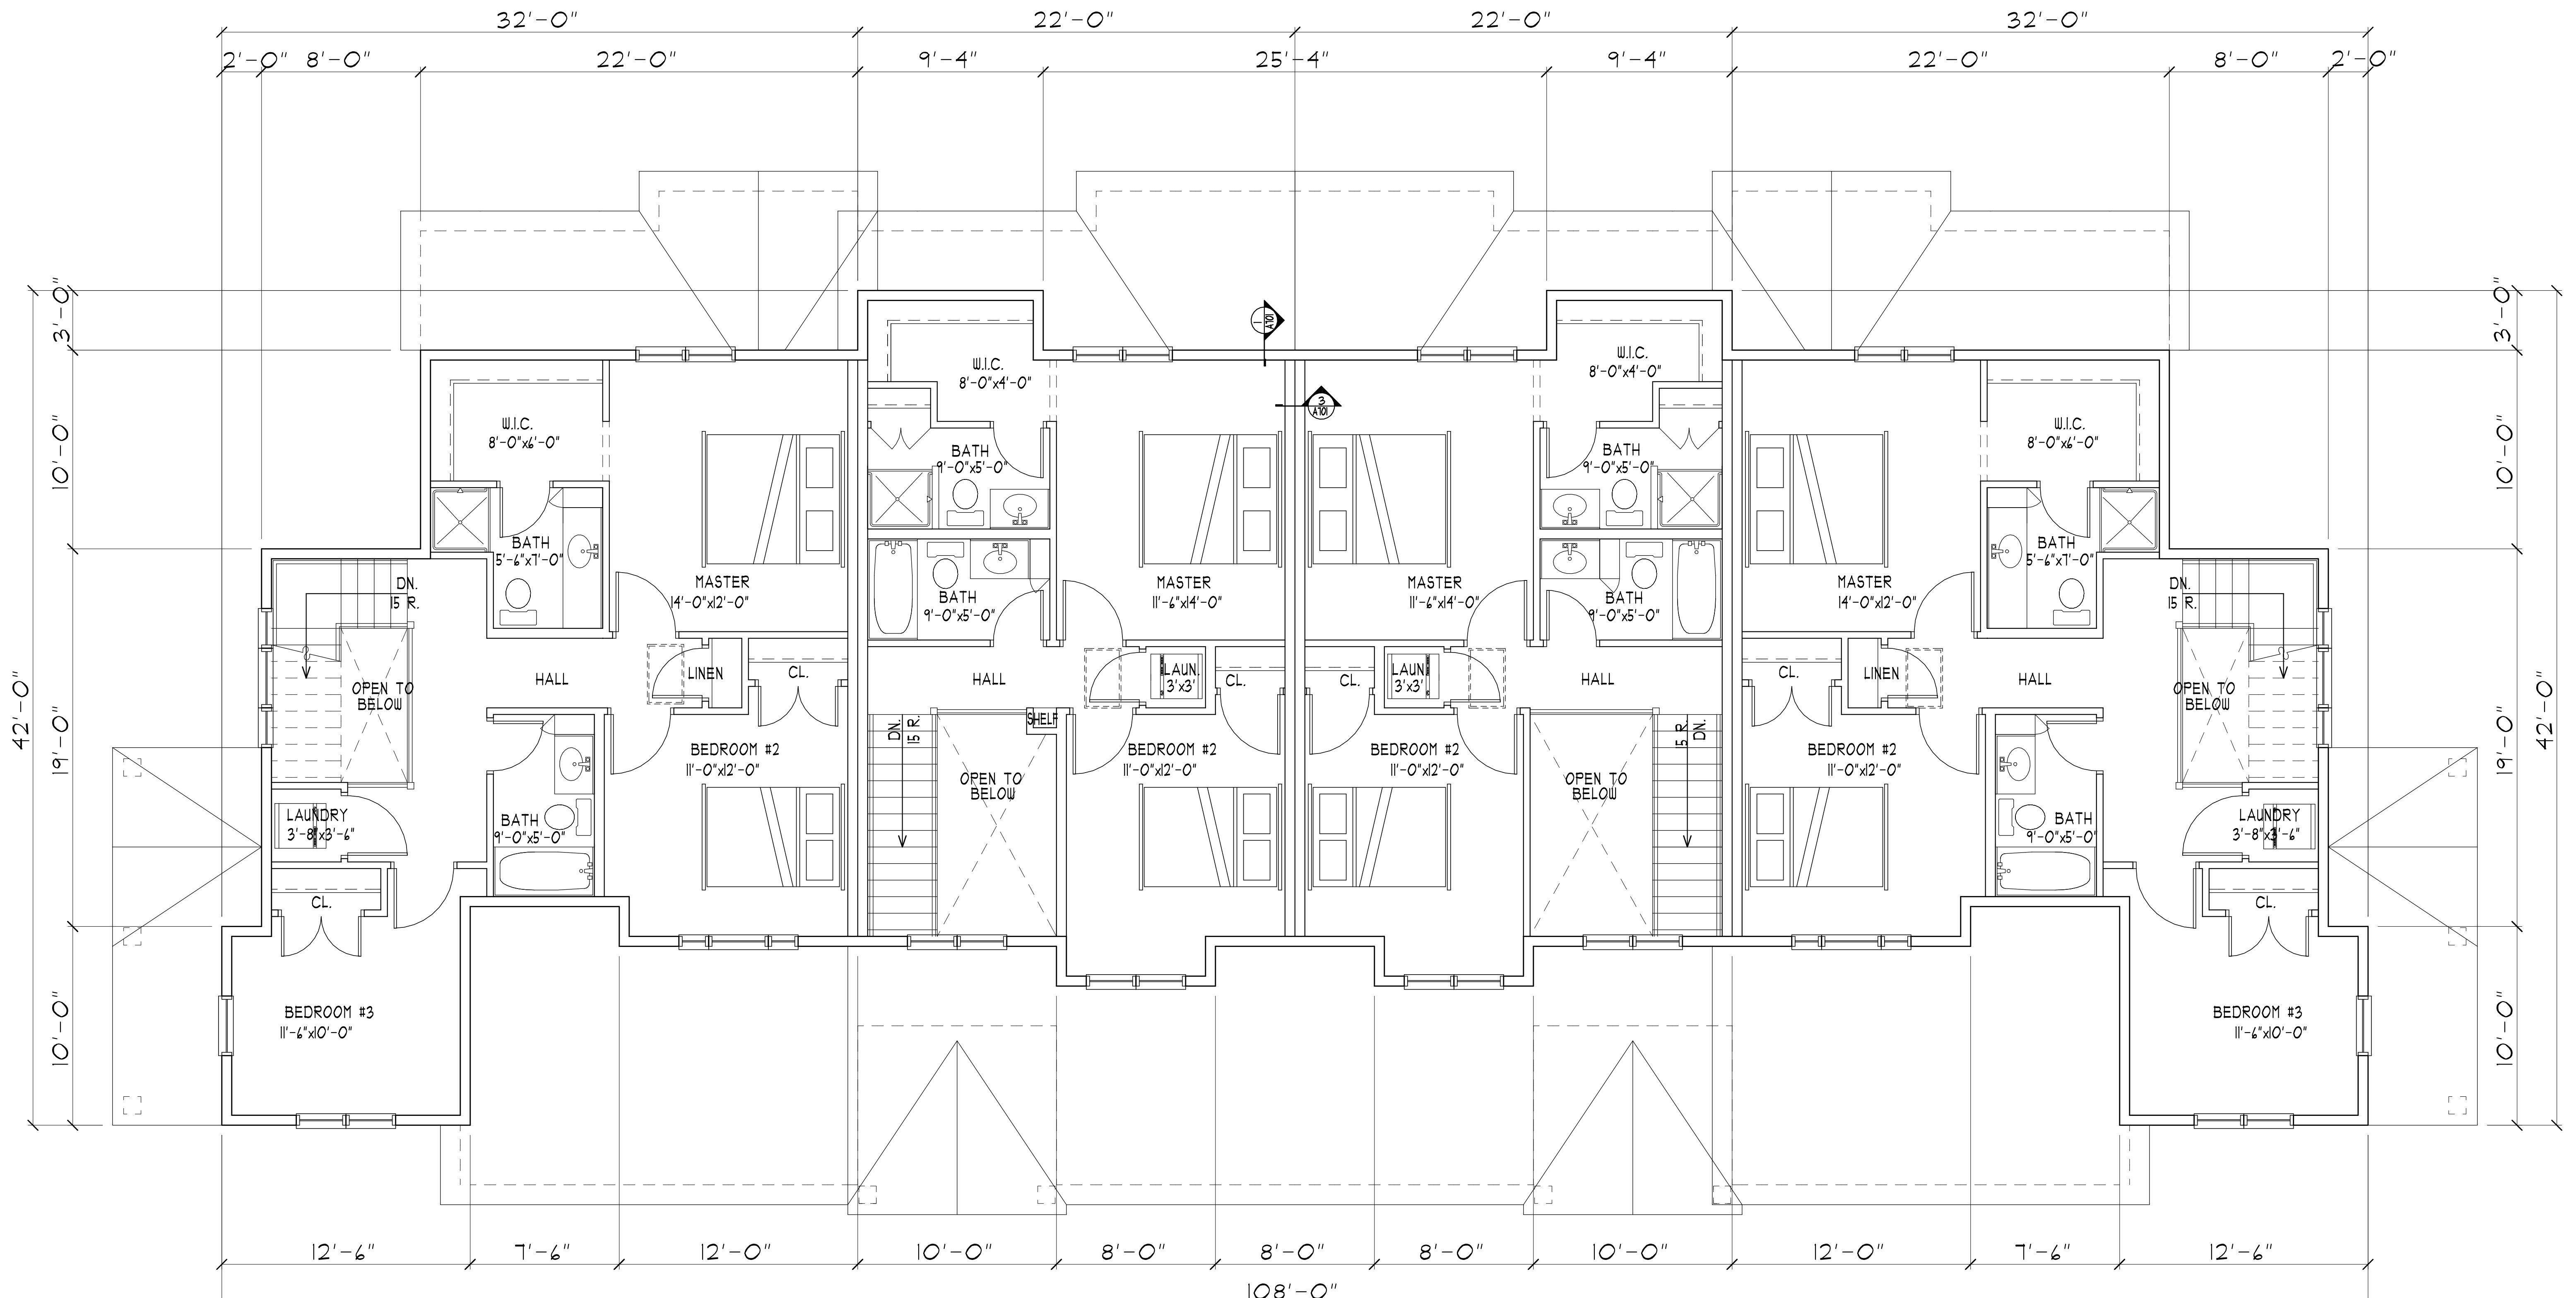 32'-0" 22'-0" 22'-0" 32'-0"
2'-0" 8'-0" 22'-0" 9'-4" 25'-4" 9'-4" 22'-0" 8'-0" 2'-0"
3'-0" 3'-0"
1
A701
3
A701
W.I.C. W.I.C.
8'-0"x4'-0" 8'-0"x4'-0"
W.I.C. W.I.C.
8'-0"x6'-0" 8'-0"x6'-0"
10'-0" 10'-0"
BATH BATH
9'-0"x5'-0" 9'-0"x5'-0"
BATH BATH
5'-6"x7'-0" 5'-6"x7'-0"
DN. MASTER MASTER MASTER MASTER DN.
15 R. 14'-0"x12'-0" 11'-6"x14'-0" 11'-6"x14'-0" 14'-0"x12'-0" 15 R.
BATH BATH
9'-0"x5'-0" 9'-0"x5'-0"
HALL LINEN CL. HALL LAUN. CL. CL. LAUN. HALL CL. LINEN HALL
3'x3' 3'x3'
OPEN TO OPEN TO
BELOW BELOW
42'-0" 19'-0" 19'-0" 42'-0"
SHELF
DN. DN.
15 R. 15 R.
BEDROOM #2 BEDROOM #2 BEDROOM #2 BEDROOM #2
11'-0"x12'-0" 11'-0"x12'-0" 11'-0"x12'-0" 11'-0"x12'-0"
OPEN TO OPEN TO
BELOW BELOW
LAUNDRY BATH BATH LAUNDRY
3'-8"x3'-6" 9'-0"x5'-0" 9'-0"x5'-0" 3'-8"x3'-6"
CL. CL.
BEDROOM #3 BEDROOM #3
11'-6"x10'-0" 11'-6"x10'-0"
10'-0" 10'-0"
12'-6" 7'-6" 12'-0" 10'-0" 8'-0" 8'-0" 8'-0" 10'-0" 12'-0" 7'-6" 12'-6"
108'-0"